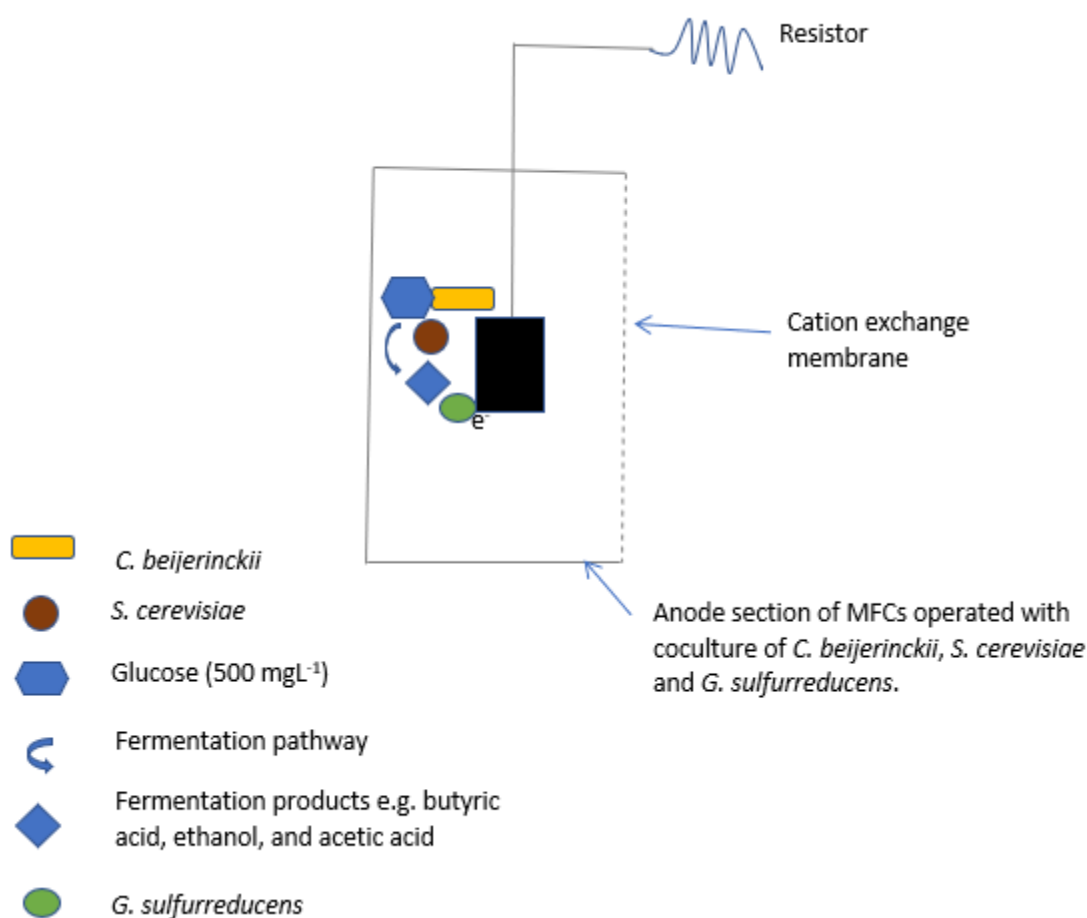 Resistor
Cation exchange
membrane
e-
C. beijerinckii
S. cerevisiae
Glucose (500 mgL-1)
Fermentation pathway
Fermentation products e.g. butyric
acid, ethanol, and acetic acid
G. sulfurreducens
Anode section of MFCs operated with
coculture of C. beijerinckii, S. cerevisiae
and G. sulfurreducens.